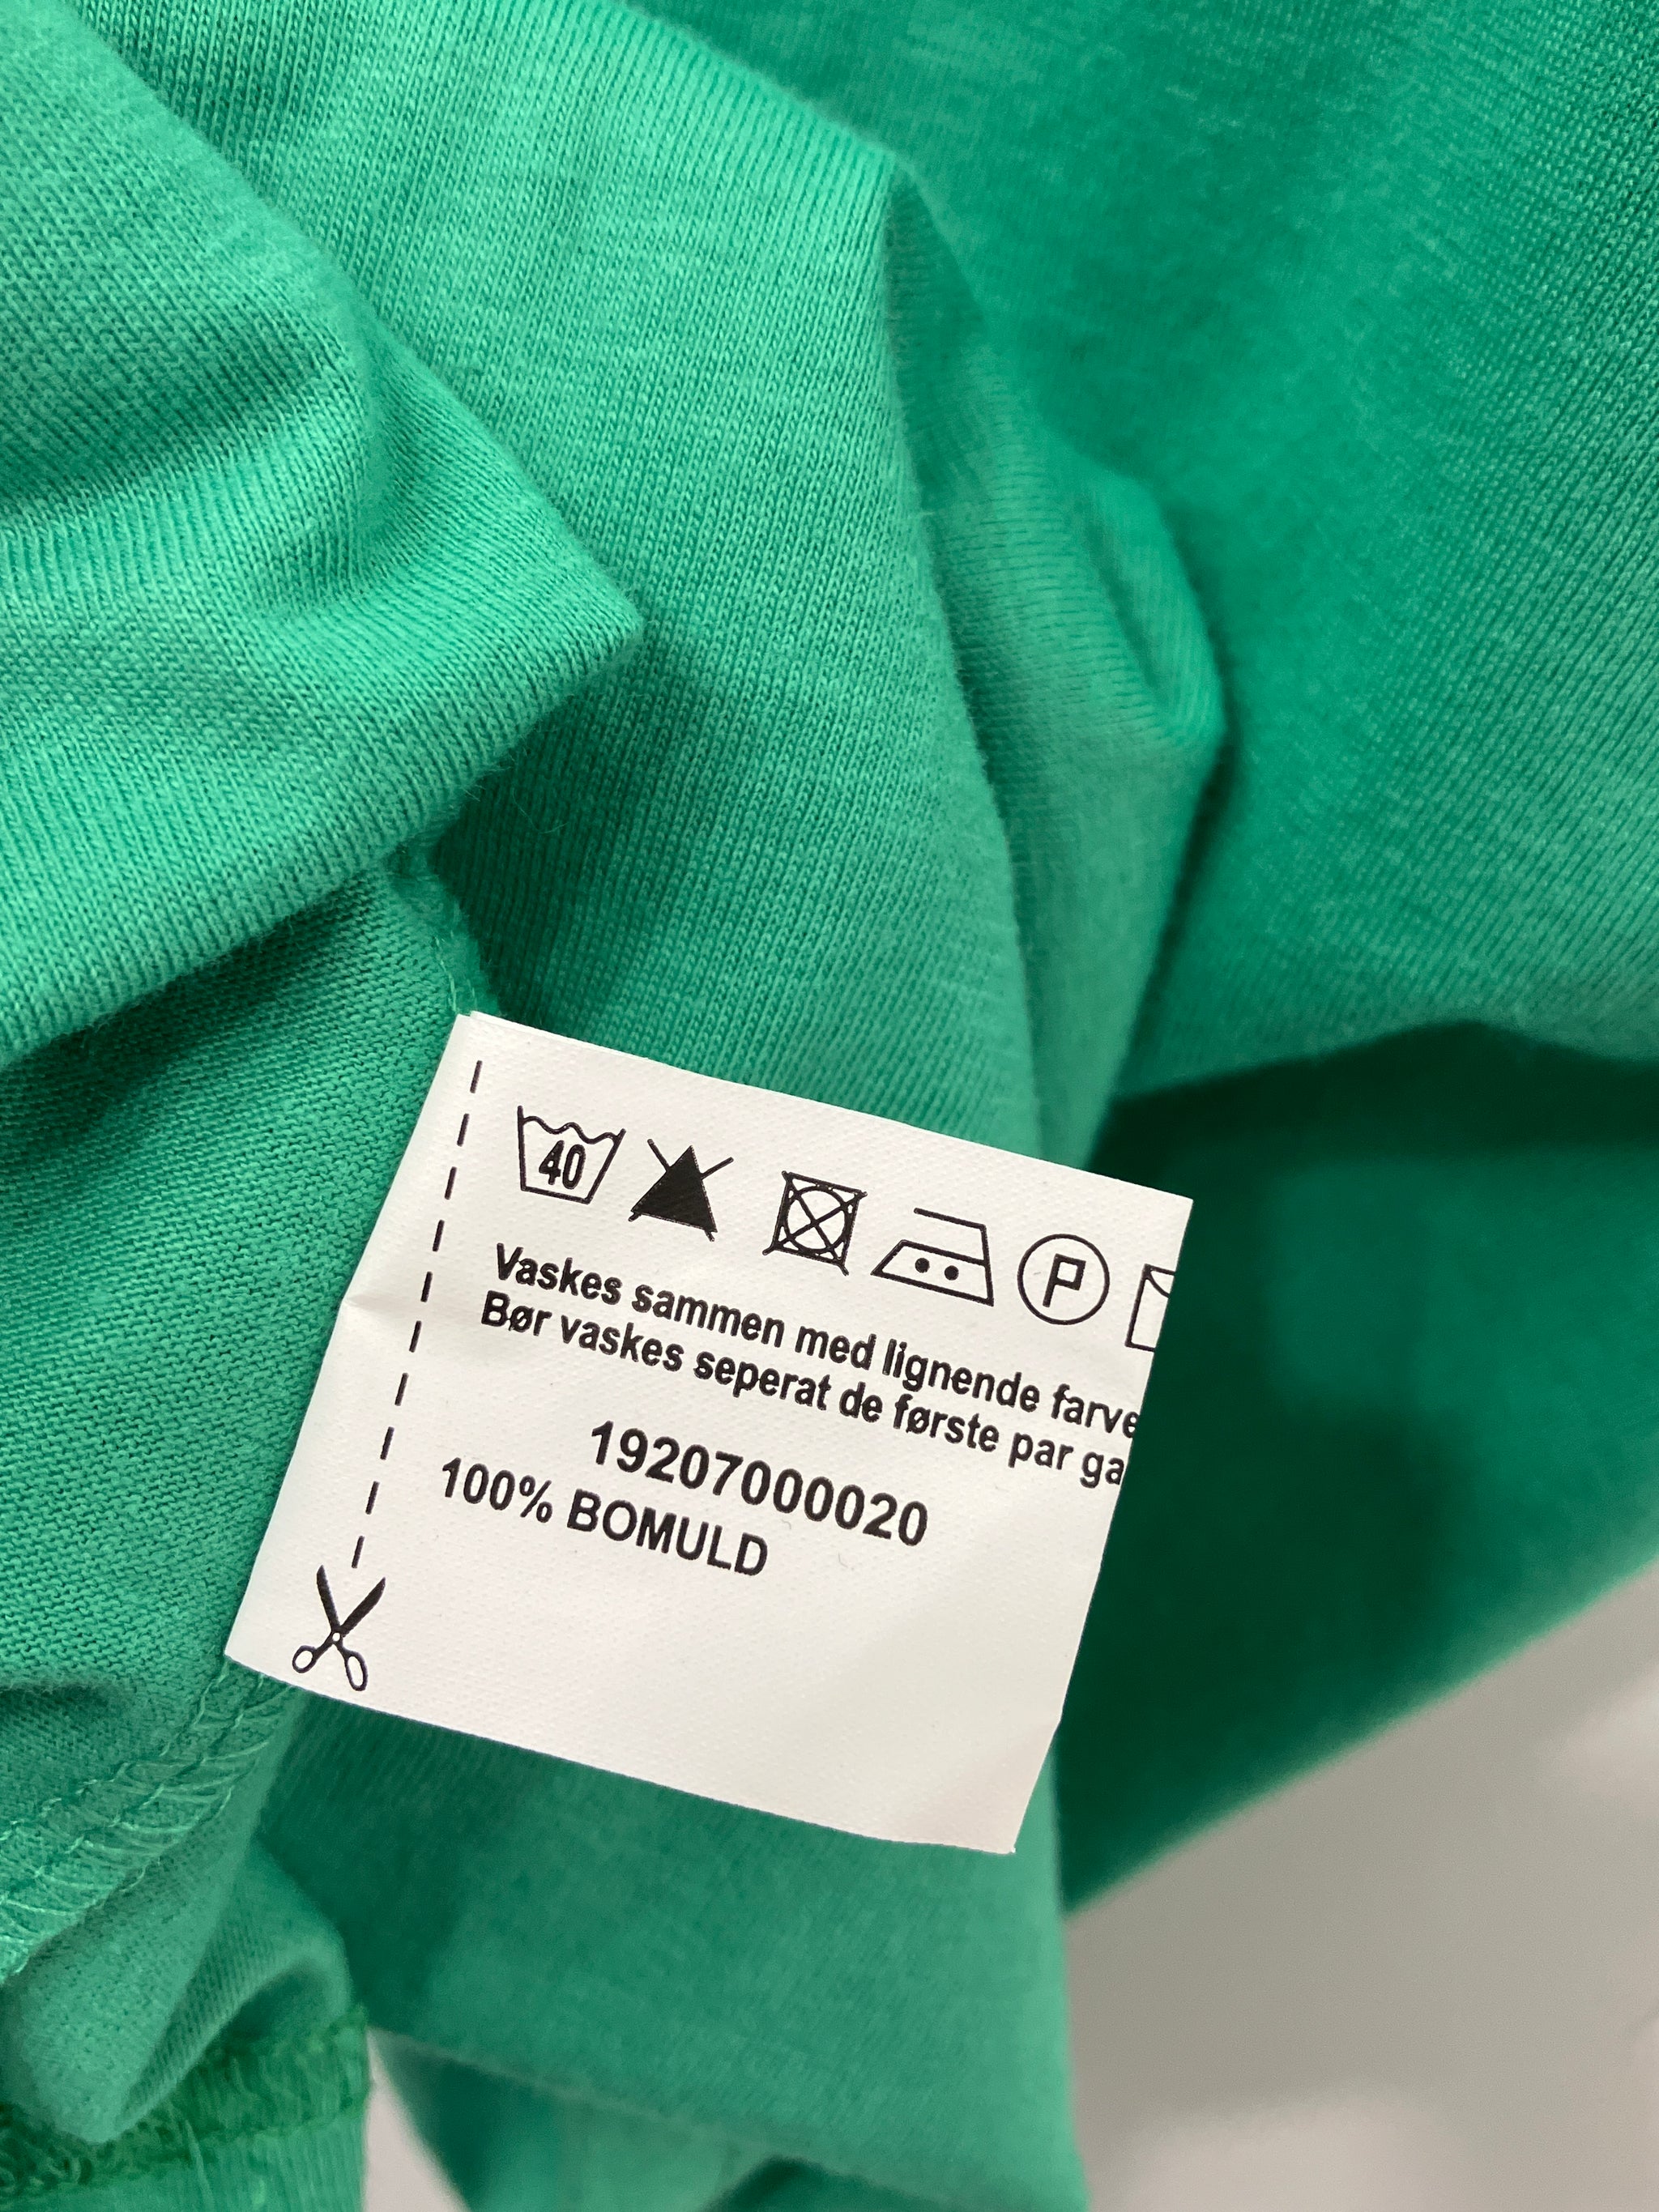 40
P
Vaskes sammen med lignende farve
Bør vaskes seperat de første par ga
19207000020
100% BOMULD